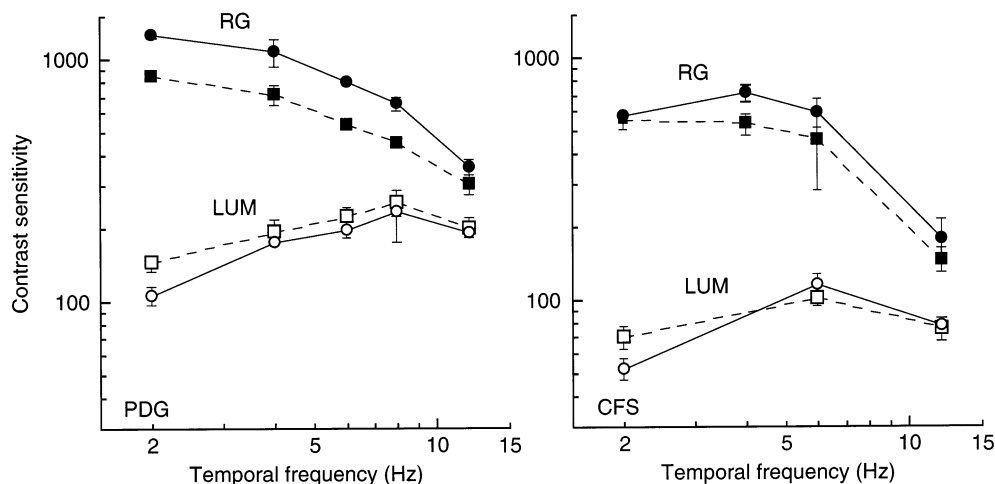 RG
1000
Contrast sensitivity
LUM
100
PDG
2
5
10
15
Temporal frequency (Hz)
1000
RG
LUM
100
CFS
2
5
10
15
Temporal frequency (Hz)